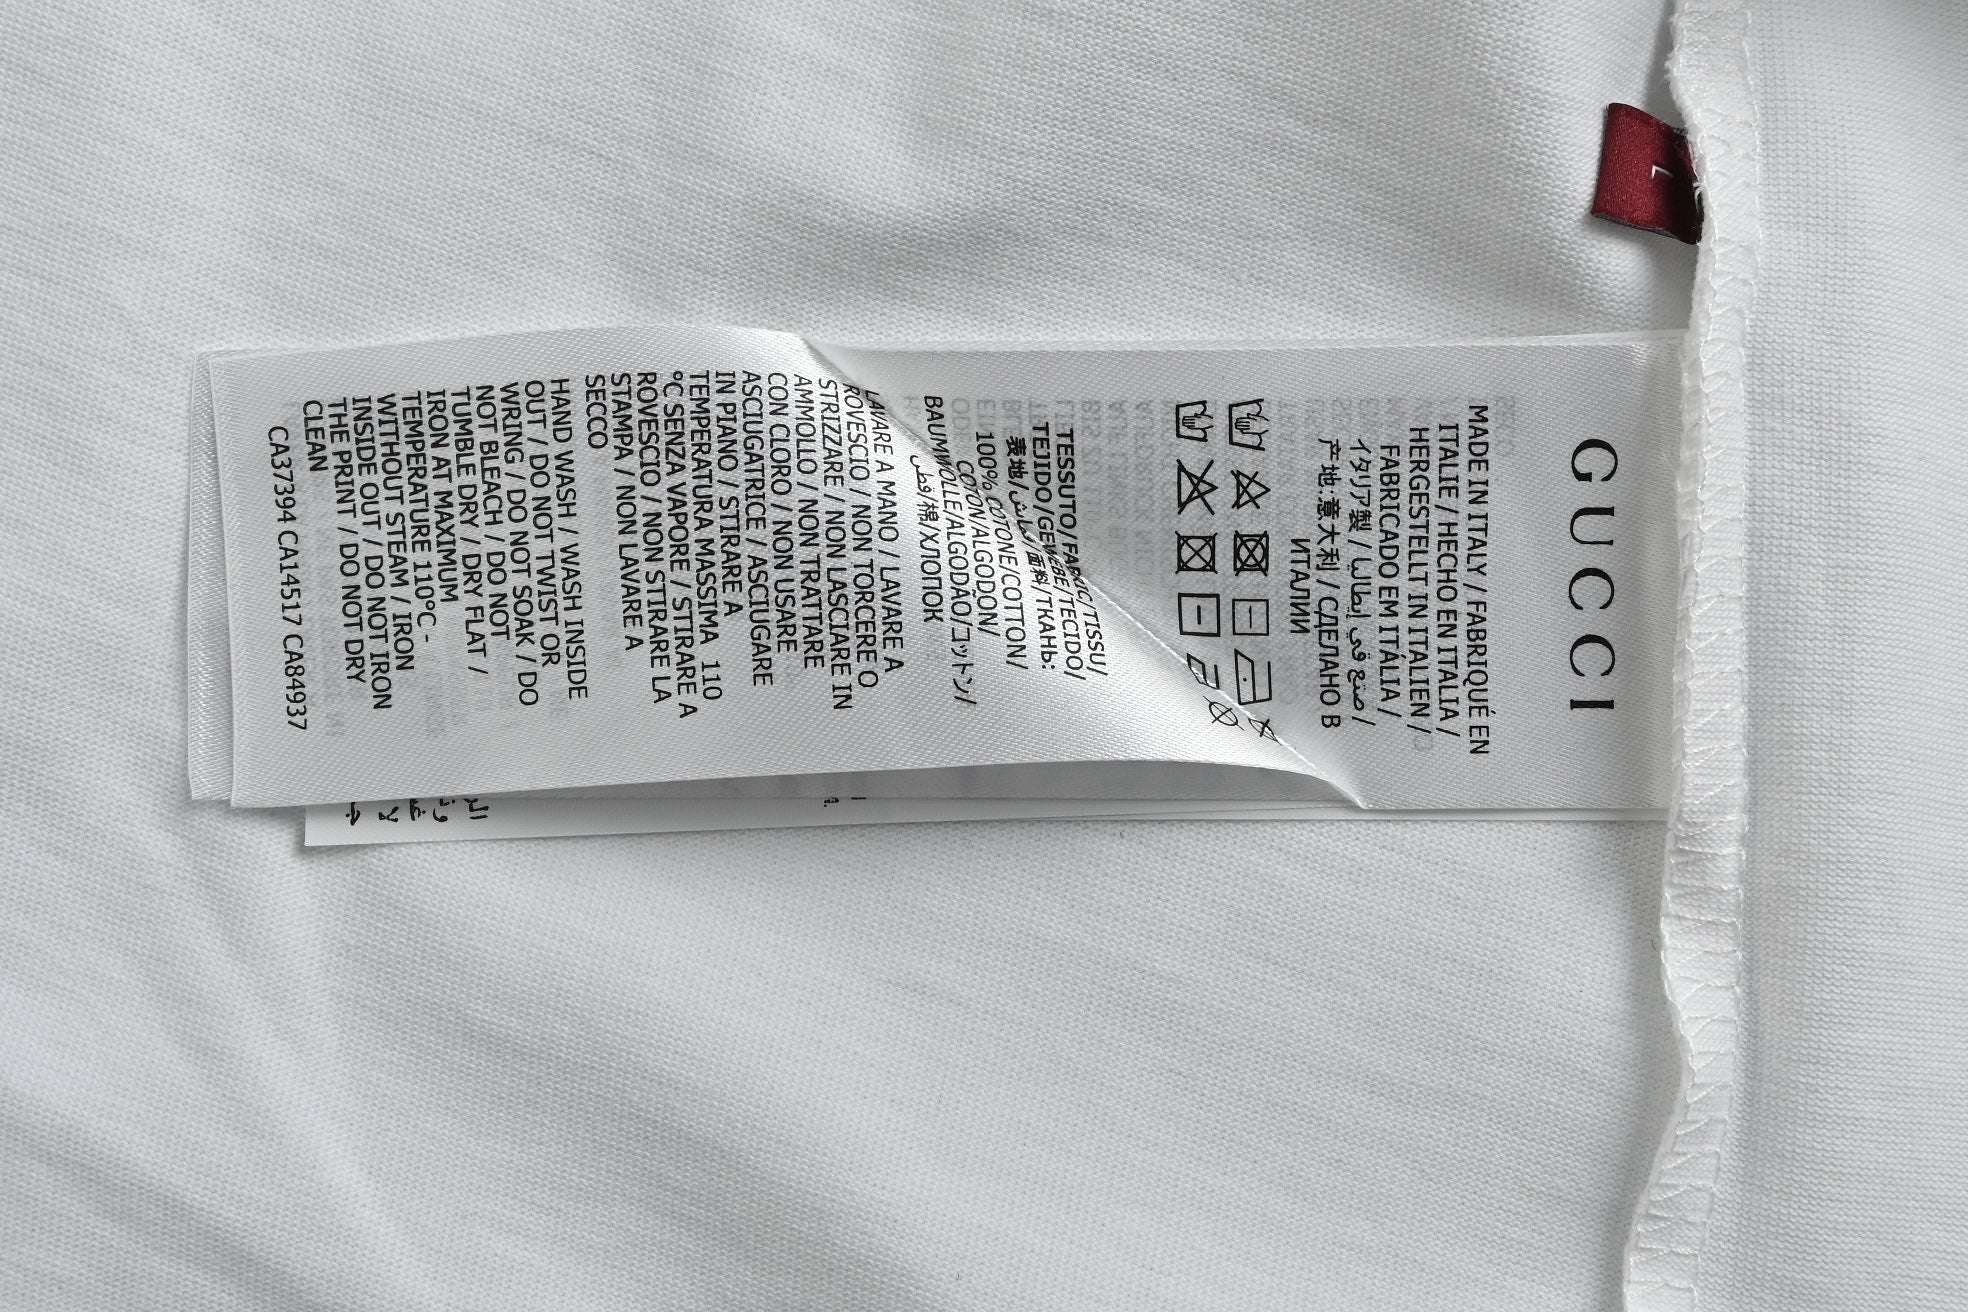 GUCCI
MADE IN ITALY / FABRIQUÉ EN
ITALIE / HECHO EN ITALIA /
HERGESTELLT IN ITALIEN /
FABRICADO EM ITÁLIA /
イタリア製 / صنع في إيطاليا /
产地:意大利 / СДЕЛАНО В
ИТАЛИИ
TESSUTO/FABRIC/TISSU/
TEJIDO/GEWEBE/TECIDO/
表地/قماش/面料/ТКАНЬ:
100% COTONE/COTTON/
COTON/ALGODÓN/
BAUMWOLLE/ALGODÃO/コットン/
قطن/棉/ХЛОПОК
LAVARE A MANO / LAVARE A
ROVESCIO / NON TORCERE O
STRIZZARE / NON LASCIARE IN
AMMOLLO / NON TRATTARE
CON CLORO / NON USARE
ASCIUGATRICE / ASCIUGARE
IN PIANO / STIRARE A
TEMPERATURA MASSIMA 110
°C SENZA VAPORE / STIRARE A
ROVESCIO / NON STIRARE LA
STAMPA / NON LAVARE A
SECCO
HAND WASH / WASH INSIDE
OUT / DO NOT TWIST OR
WRING / DO NOT SOAK / DO
NOT BLEACH / DO NOT
TUMBLE DRY / DRY FLAT /
IRON AT MAXIMUM
TEMPERATURE 110°C -
WITHOUT STEAM / IRON
INSIDE OUT / DO NOT IRON
THE PRINT / DO NOT DRY
CLEAN
CA37394 CA14517 CA84937